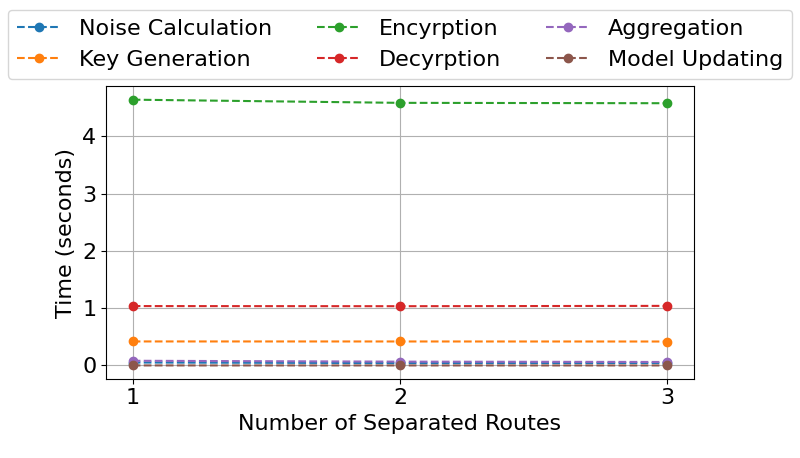 Noise Calculation Encyrption Aggregation
Key Generation Decyrption Model Updating
4
3
2
1
0
Time (seconds)
1 2 3
Number of Separated Routes